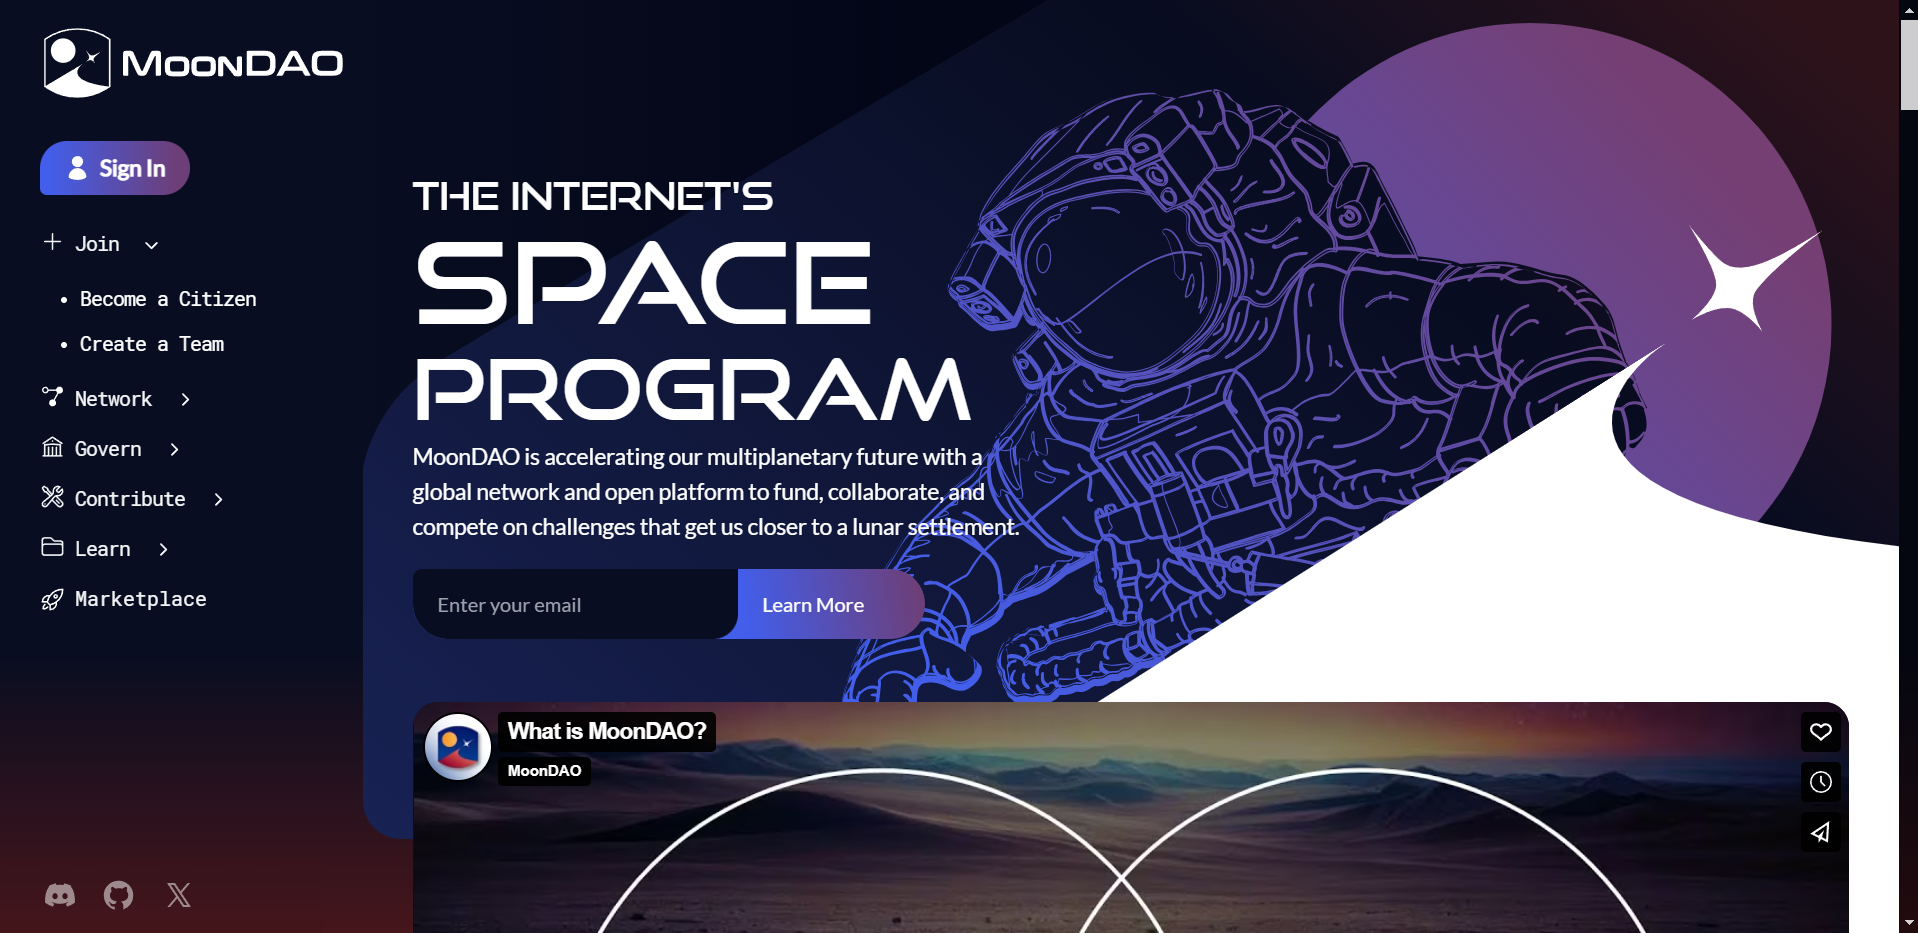 MOONDAO
Sign In
Join
Become a Citizen
Create a Team
Network
Govern
Contribute
Learn
Marketplace
THE INTERNET'S
SPACE
PROGRAM
MoonDAO is accelerating our multiplanetary future with a
global network and open platform to fund, collaborate, and
compete on challenges that get us closer to a lunar settlement.
Enter your email
Learn More
What is MoonDAO?
MoonDAO